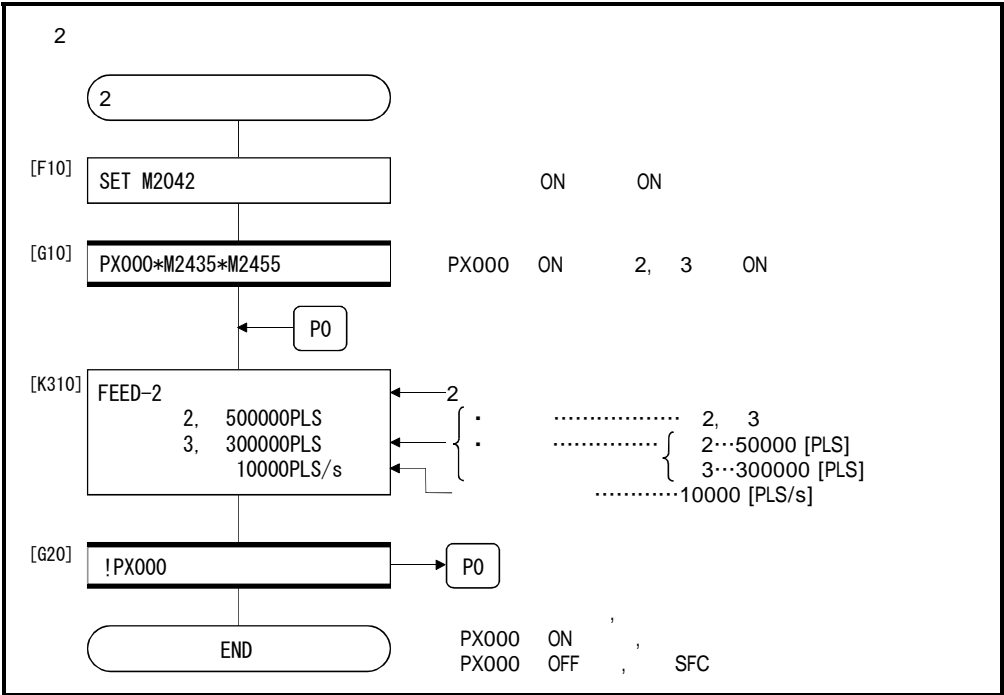 2
2
[F10] SET M2042 ON ON
[G10] PX000*M2435*M2455 PX000 ON 2, 3 ON
P0
[K310] FEED-2 2
2, 500000PLS ・ ………………… 2, 3
3, 300000PLS ・ …………… 2…50000 [PLS]
10000PLS/s 3…300000 [PLS]
…………10000 [PLS/s]
[G20] !PX000 P0
,
END PX000 ON ,
PX000 OFF , SFC